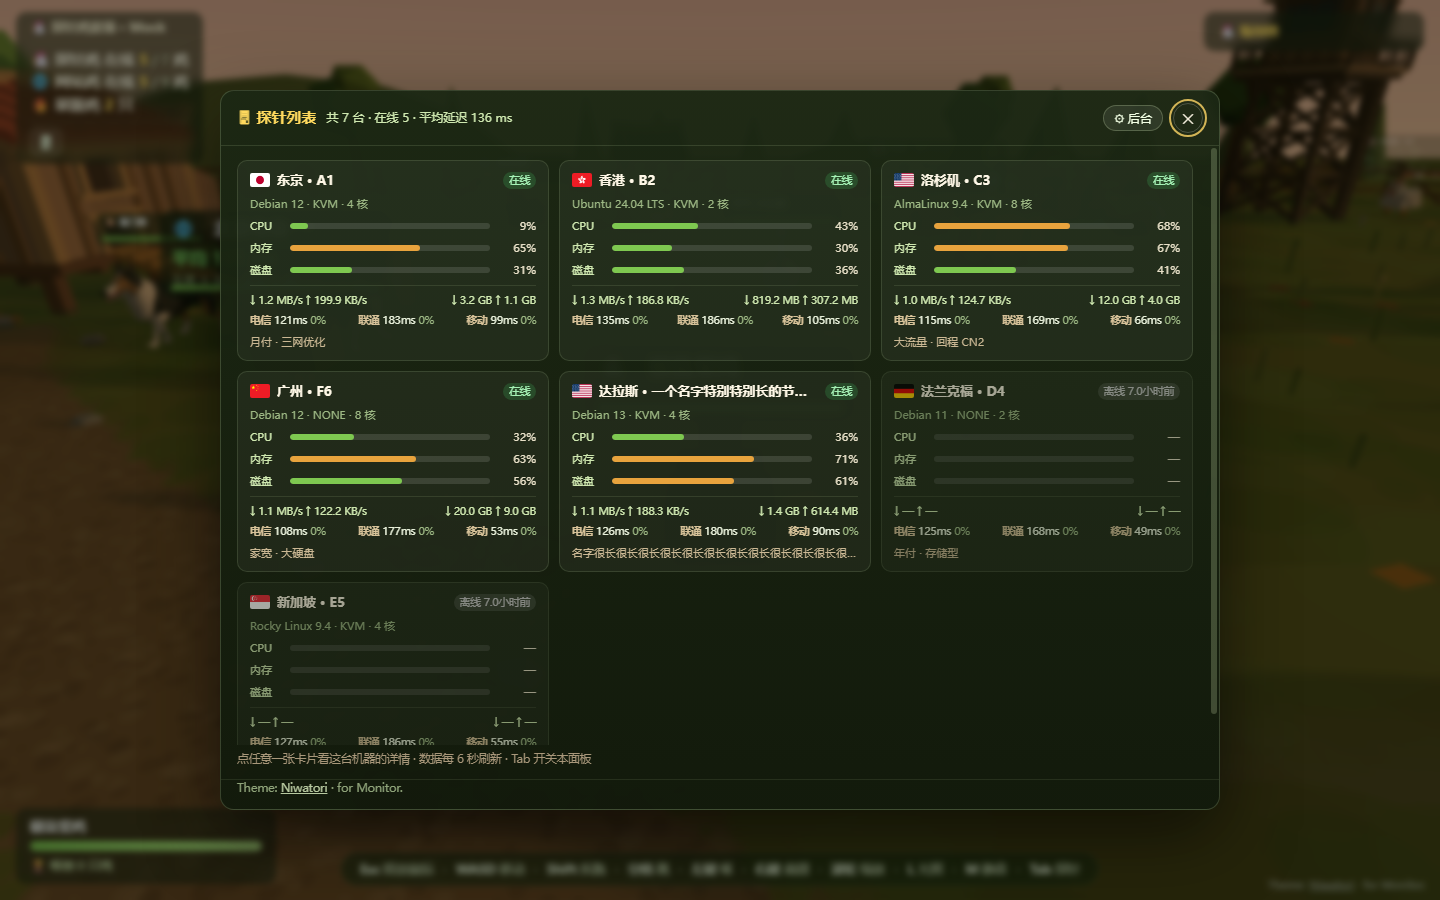 探针列表 共 7 台 · 在线 5 · 平均延迟 136 ms
后台
东京 • A1 在线
Debian 12 · KVM · 4 核
CPU 9%
内存 65%
磁盘 31%
↓ 1.2 MB/s ↑ 199.9 KB/s ↓ 3.2 GB ↑ 1.1 GB
电信 121ms 0% 联通 183ms 0% 移动 99ms 0%
月付 · 三网优化
香港 • B2 在线
Ubuntu 24.04 LTS · KVM · 2 核
CPU 43%
内存 30%
磁盘 36%
↓ 1.3 MB/s ↑ 186.8 KB/s ↓ 819.2 MB ↑ 307.2 MB
电信 135ms 0% 联通 186ms 0% 移动 105ms 0%
洛杉矶 • C3 在线
AlmaLinux 9.4 · KVM · 8 核
CPU 68%
内存 67%
磁盘 41%
↓ 1.0 MB/s ↑ 124.7 KB/s ↓ 12.0 GB ↑ 4.0 GB
电信 115ms 0% 联通 169ms 0% 移动 66ms 0%
大流量 · 回程 CN2
广州 • F6 在线
Debian 12 · NONE · 8 核
CPU 32%
内存 63%
磁盘 56%
↓ 1.1 MB/s ↑ 122.2 KB/s ↓ 20.0 GB ↑ 9.0 GB
电信 108ms 0% 联通 177ms 0% 移动 53ms 0%
家宽 · 大硬盘
达拉斯 • 一个名字特别特别长的节... 在线
Debian 13 · KVM · 4 核
CPU 36%
内存 71%
磁盘 61%
↓ 1.1 MB/s ↑ 188.3 KB/s ↓ 1.4 GB ↑ 614.4 MB
电信 126ms 0% 联通 180ms 0% 移动 90ms 0%
名字很长很长很长很长很长很长很长很长很长很长很长很...
法兰克福 • D4 离线 7.0小时前
Debian 11 · NONE · 2 核
CPU —
内存 —
磁盘 —
↓ — ↑ — ↓ — ↑ —
电信 125ms 0% 联通 168ms 0% 移动 49ms 0%
年付 · 存储型
新加坡 • E5 离线 7.0小时前
Rocky Linux 9.4 · KVM · 4 核
CPU —
内存 —
磁盘 —
↓ — ↑ — ↓ — ↑ —
电信 127ms 0% 联通 186ms 0% 移动 55ms 0%
点任意一张卡片看这台机器的详情 · 数据每 6 秒刷新 · Tab 开关本面板
Theme: Niwatori · for Monitor.